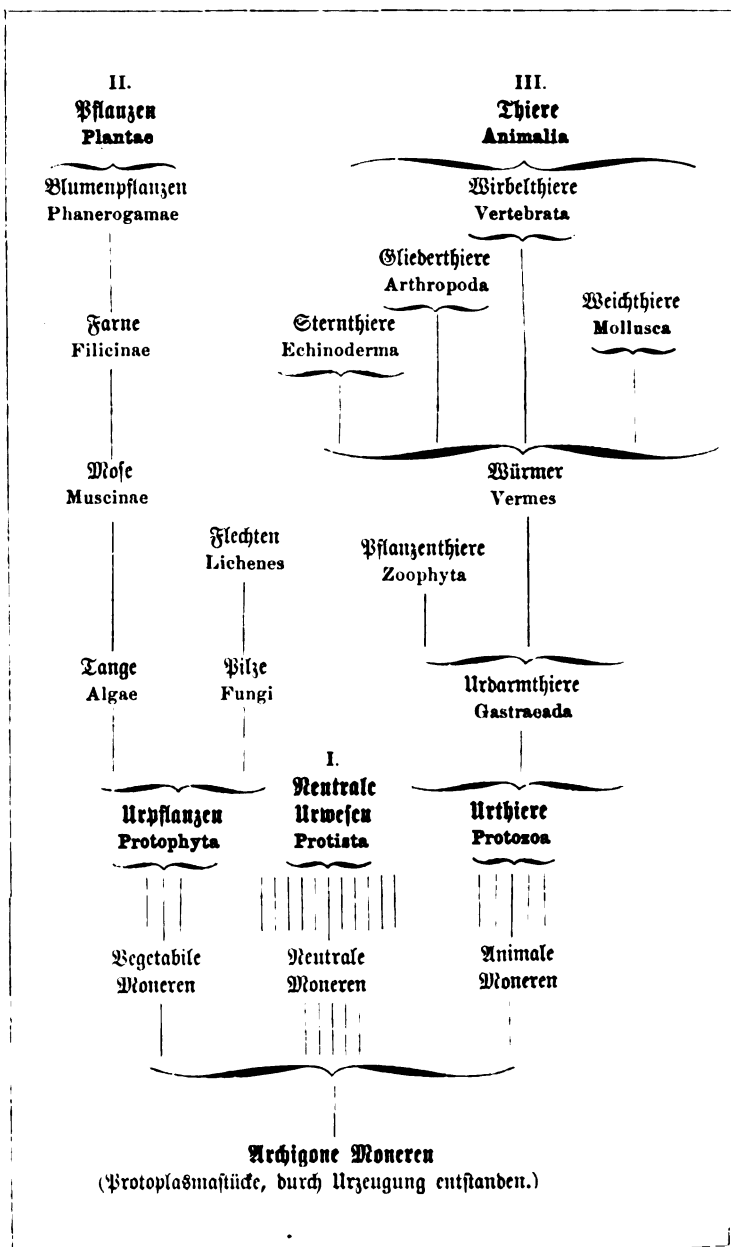 II.
Pflanzen
Plantae
Blumenpflanzen
Phanerogamae
Farne
Filicinae
Mose
Muscinae
Flechten
Lichenes
Tange
Algae
Pilze
Fungi
Urpflanzen
Protophyta
Vegetabile
Moneren
I.
Neutrale
Urwesen
Protista
Neutrale
Moneren
III.
Thiere
Animalia
Wirbelthiere
Vertebrata
Gliederthiere
Arthropoda
Sternthiere
Echinoderma
Weichthiere
Mollusca
Würmer
Vermes
Pflanzenthiere
Zoophyta
Urdarmthiere
Gastraeada
Urthiere
Protozoa
Animale
Moneren
Archigone Moneren
(Protoplasmastücke, durch Urzeugung entstanden.)